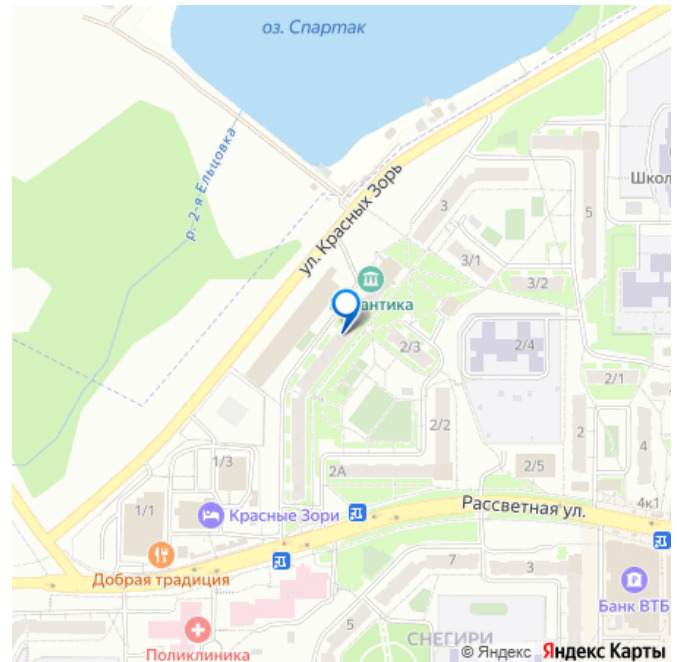 оз. Спартак
р. 2-я Ельцовка
ул. Красных Зорь
Школ
3
5
3/1
3/2
антика
2/3
2/4
2/1
2/2
2
4
1/3
2А
2/5
4к1
1/1
Красные Зори
Рассветная ул.
Добрая традиция
7
3
Банк ВТБ
5
СНЕГИРИ
Поликлиника
© Яндекс Яндекс Карты